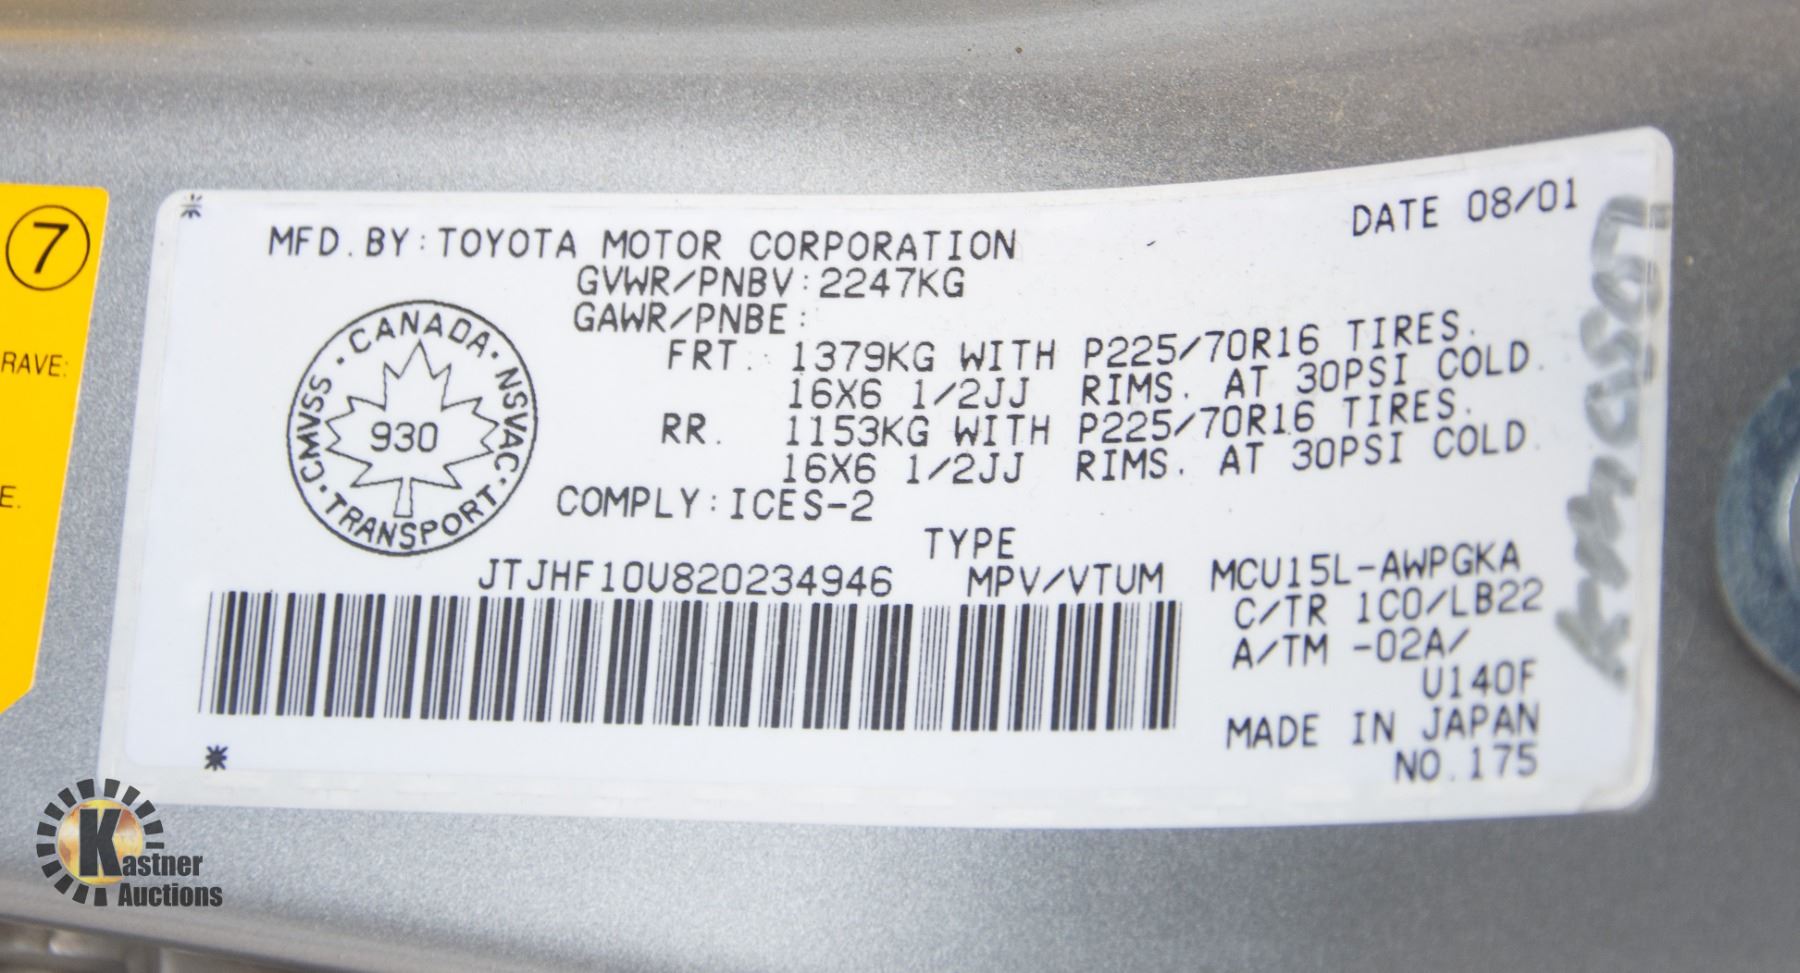 7
RAVE:
E.
DATE 08/01
MFD. BY: TOYOTA MOTOR CORPORATION
GVWR/PNBV: 2247KG
GAWR/PNBE:
FRT. 1379KG WITH P225/70R16 TIRES.
16X6 1/2JJ RIMS. AT 30PSI COLD.
RR. 1153KG WITH P225/70R16 TIRES.
16X6 1/2JJ RIMS. AT 30PSI COLD.
COMPLY: ICES-2
CANADA · NSVAC · TRANSPORT · CMVSS ·
930
TYPE
JTJHF10U820234946 MPV/VTUM MCU15L-AWPGKA
C/TR 1C0/LB22
A/TM -02A/
U140F
MADE IN JAPAN
NO. 175
Kastner
Auctions